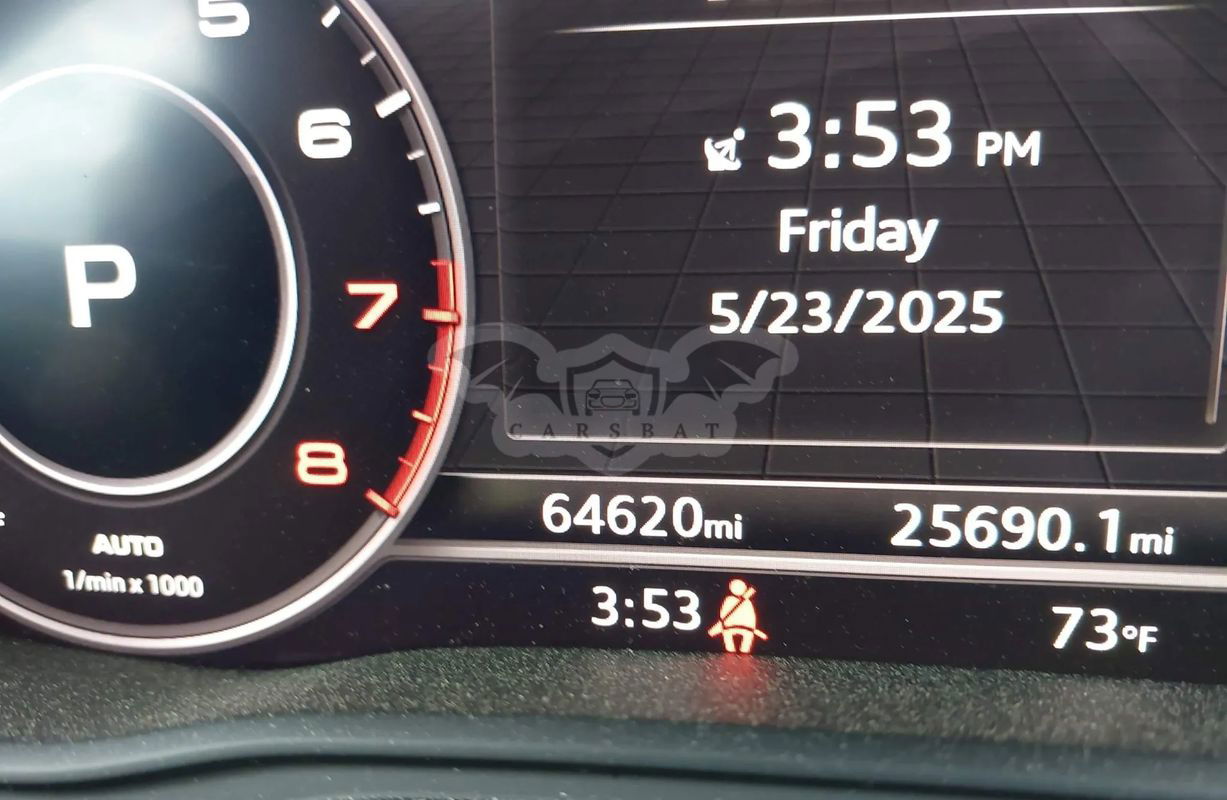 5
6
3:53 PM
Friday
P
7
5/23/2025
CARSBAT
8
64620mi
25690.1mi
AUTO
1/min x 1000
3:53
73°F